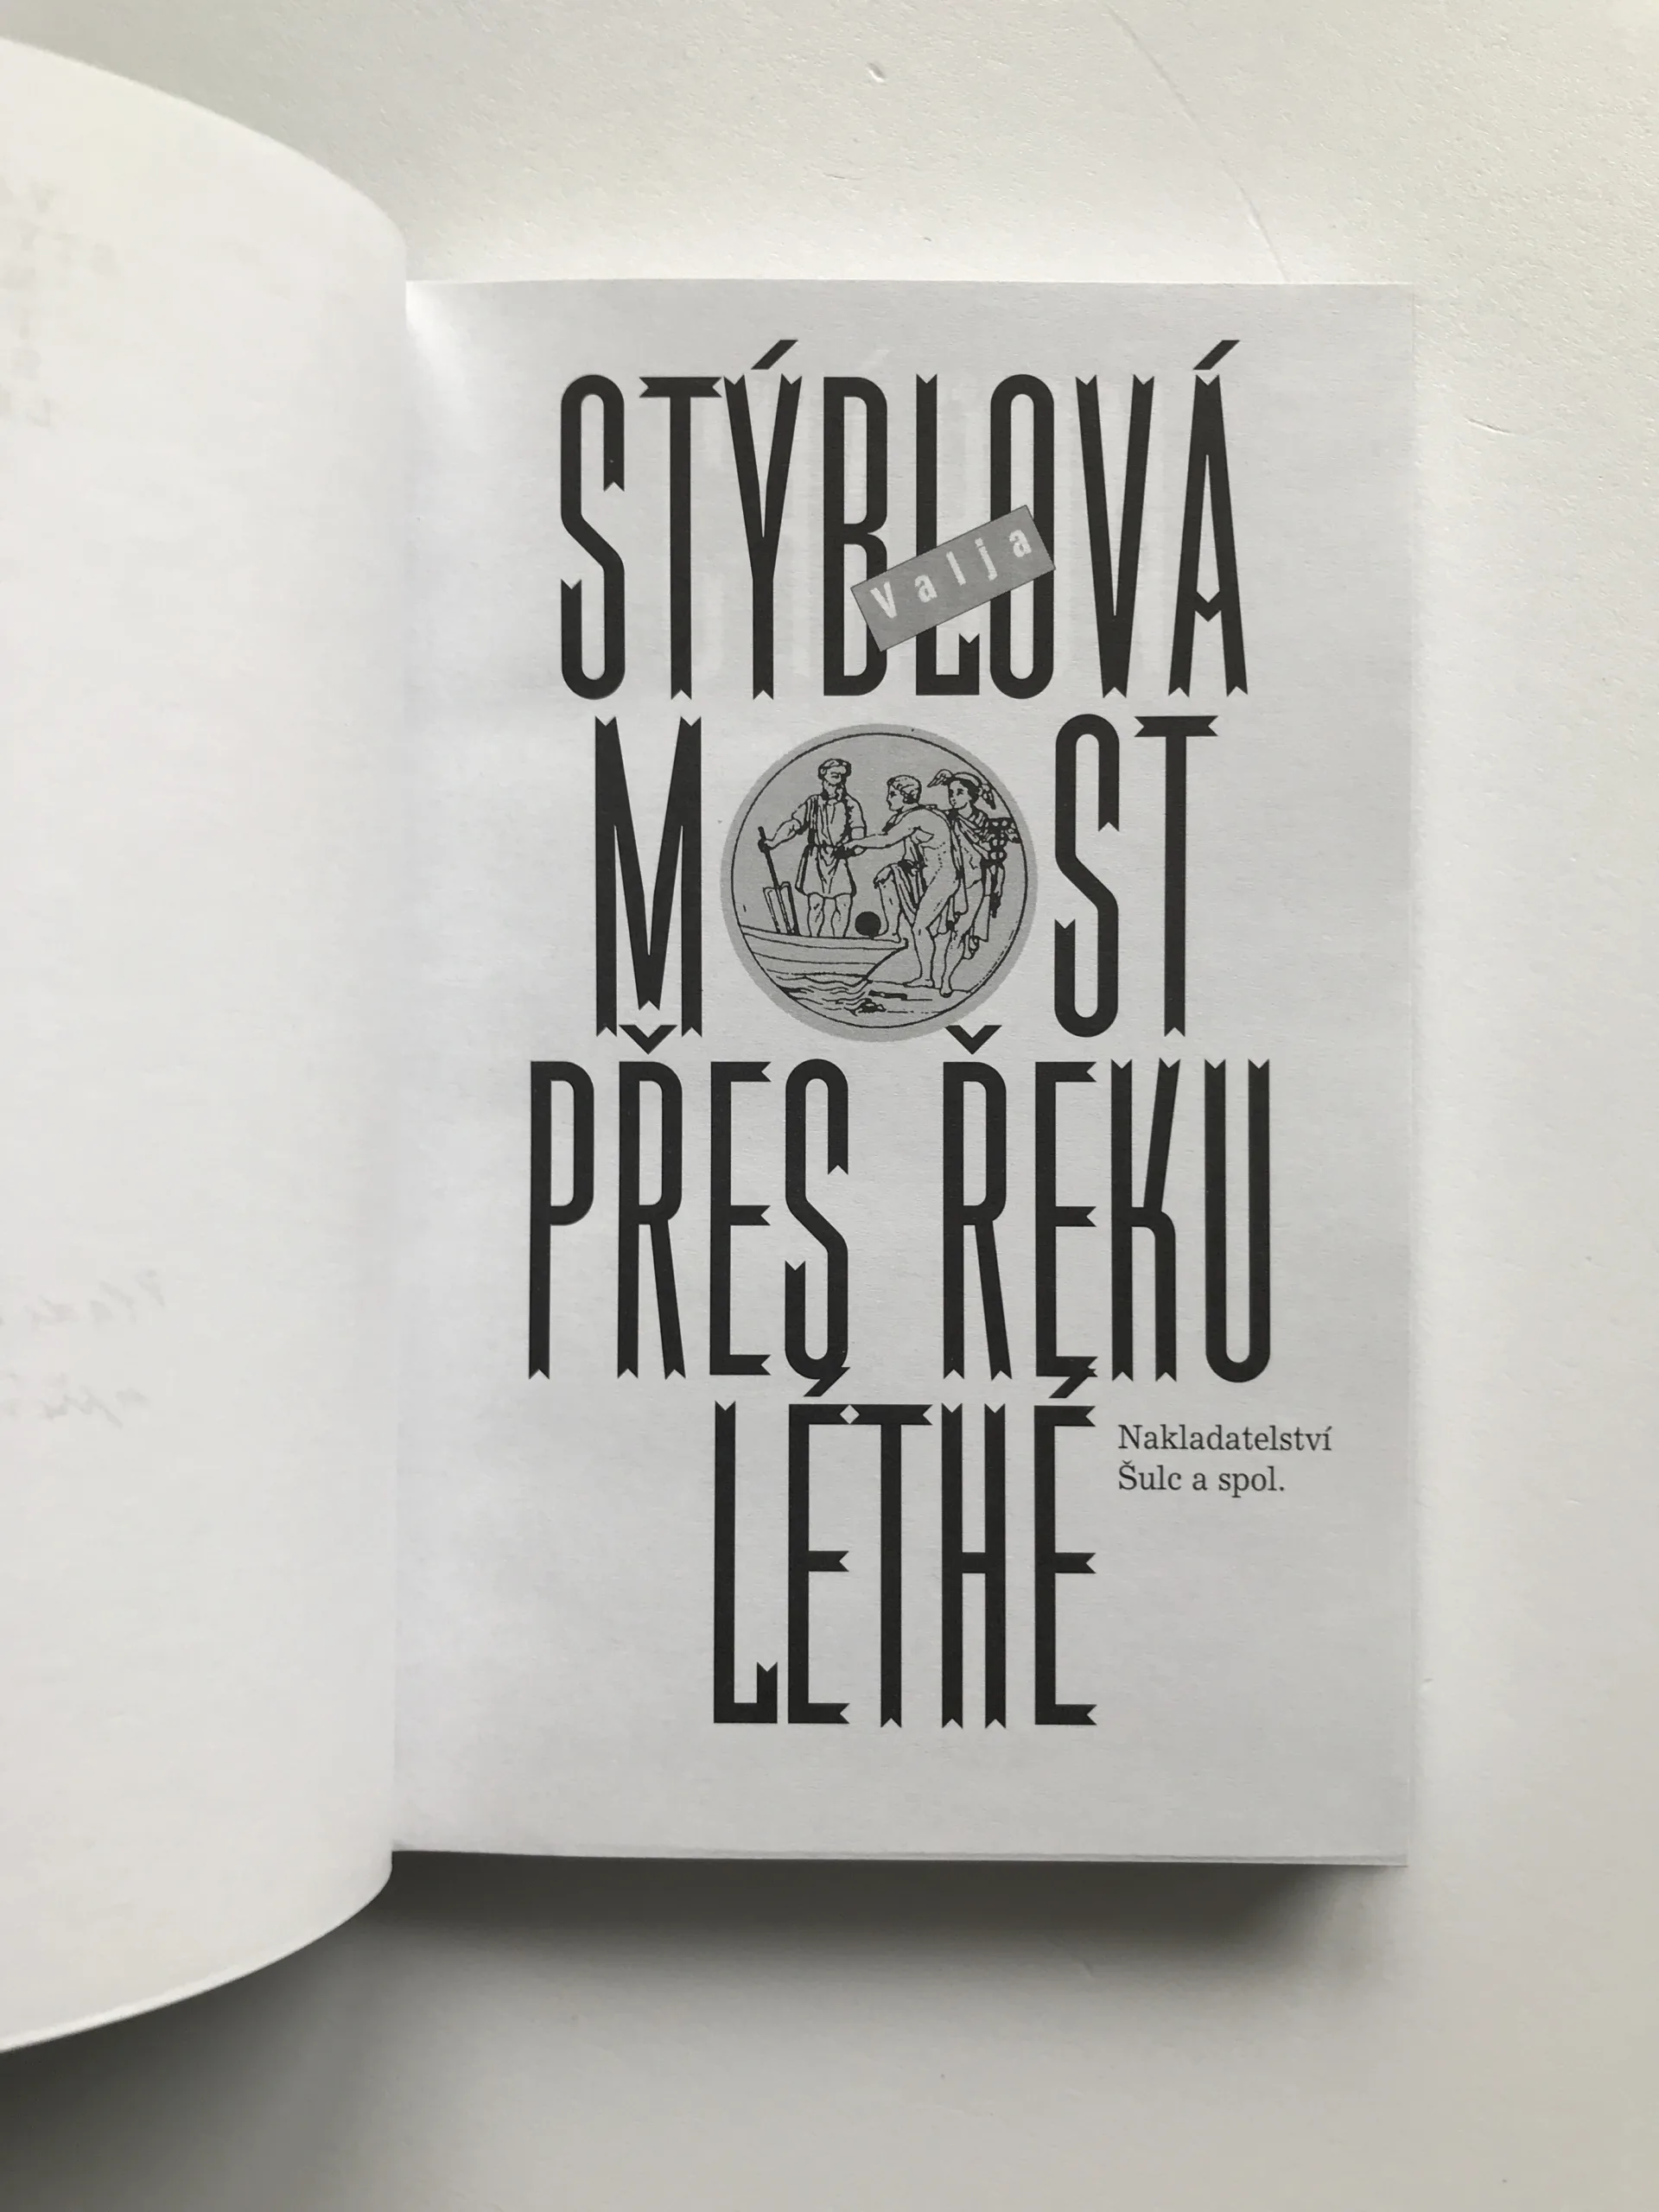 STÝBLOVÁ
Valja
MOST
PŘES ŘEKU
LÉTHÉ
Nakladatelství
Šulc a spol.